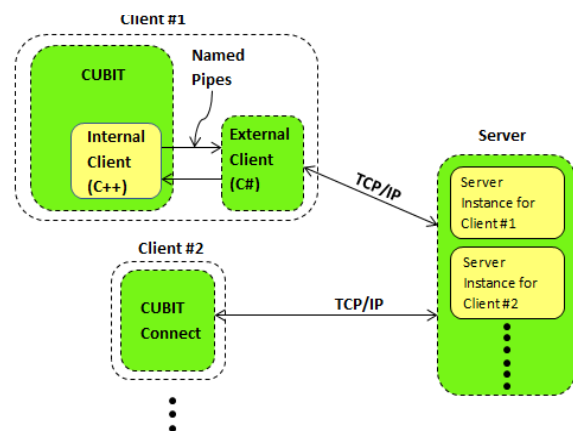 Client #1
CUBIT
Named
Pipes
Internal
Client
(C++)
External
Client
(C#)
TCP/IP
Server
Server
Instance for
Client #1
Server
Instance for
Client #2
Client #2
CUBIT
Connect
TCP/IP